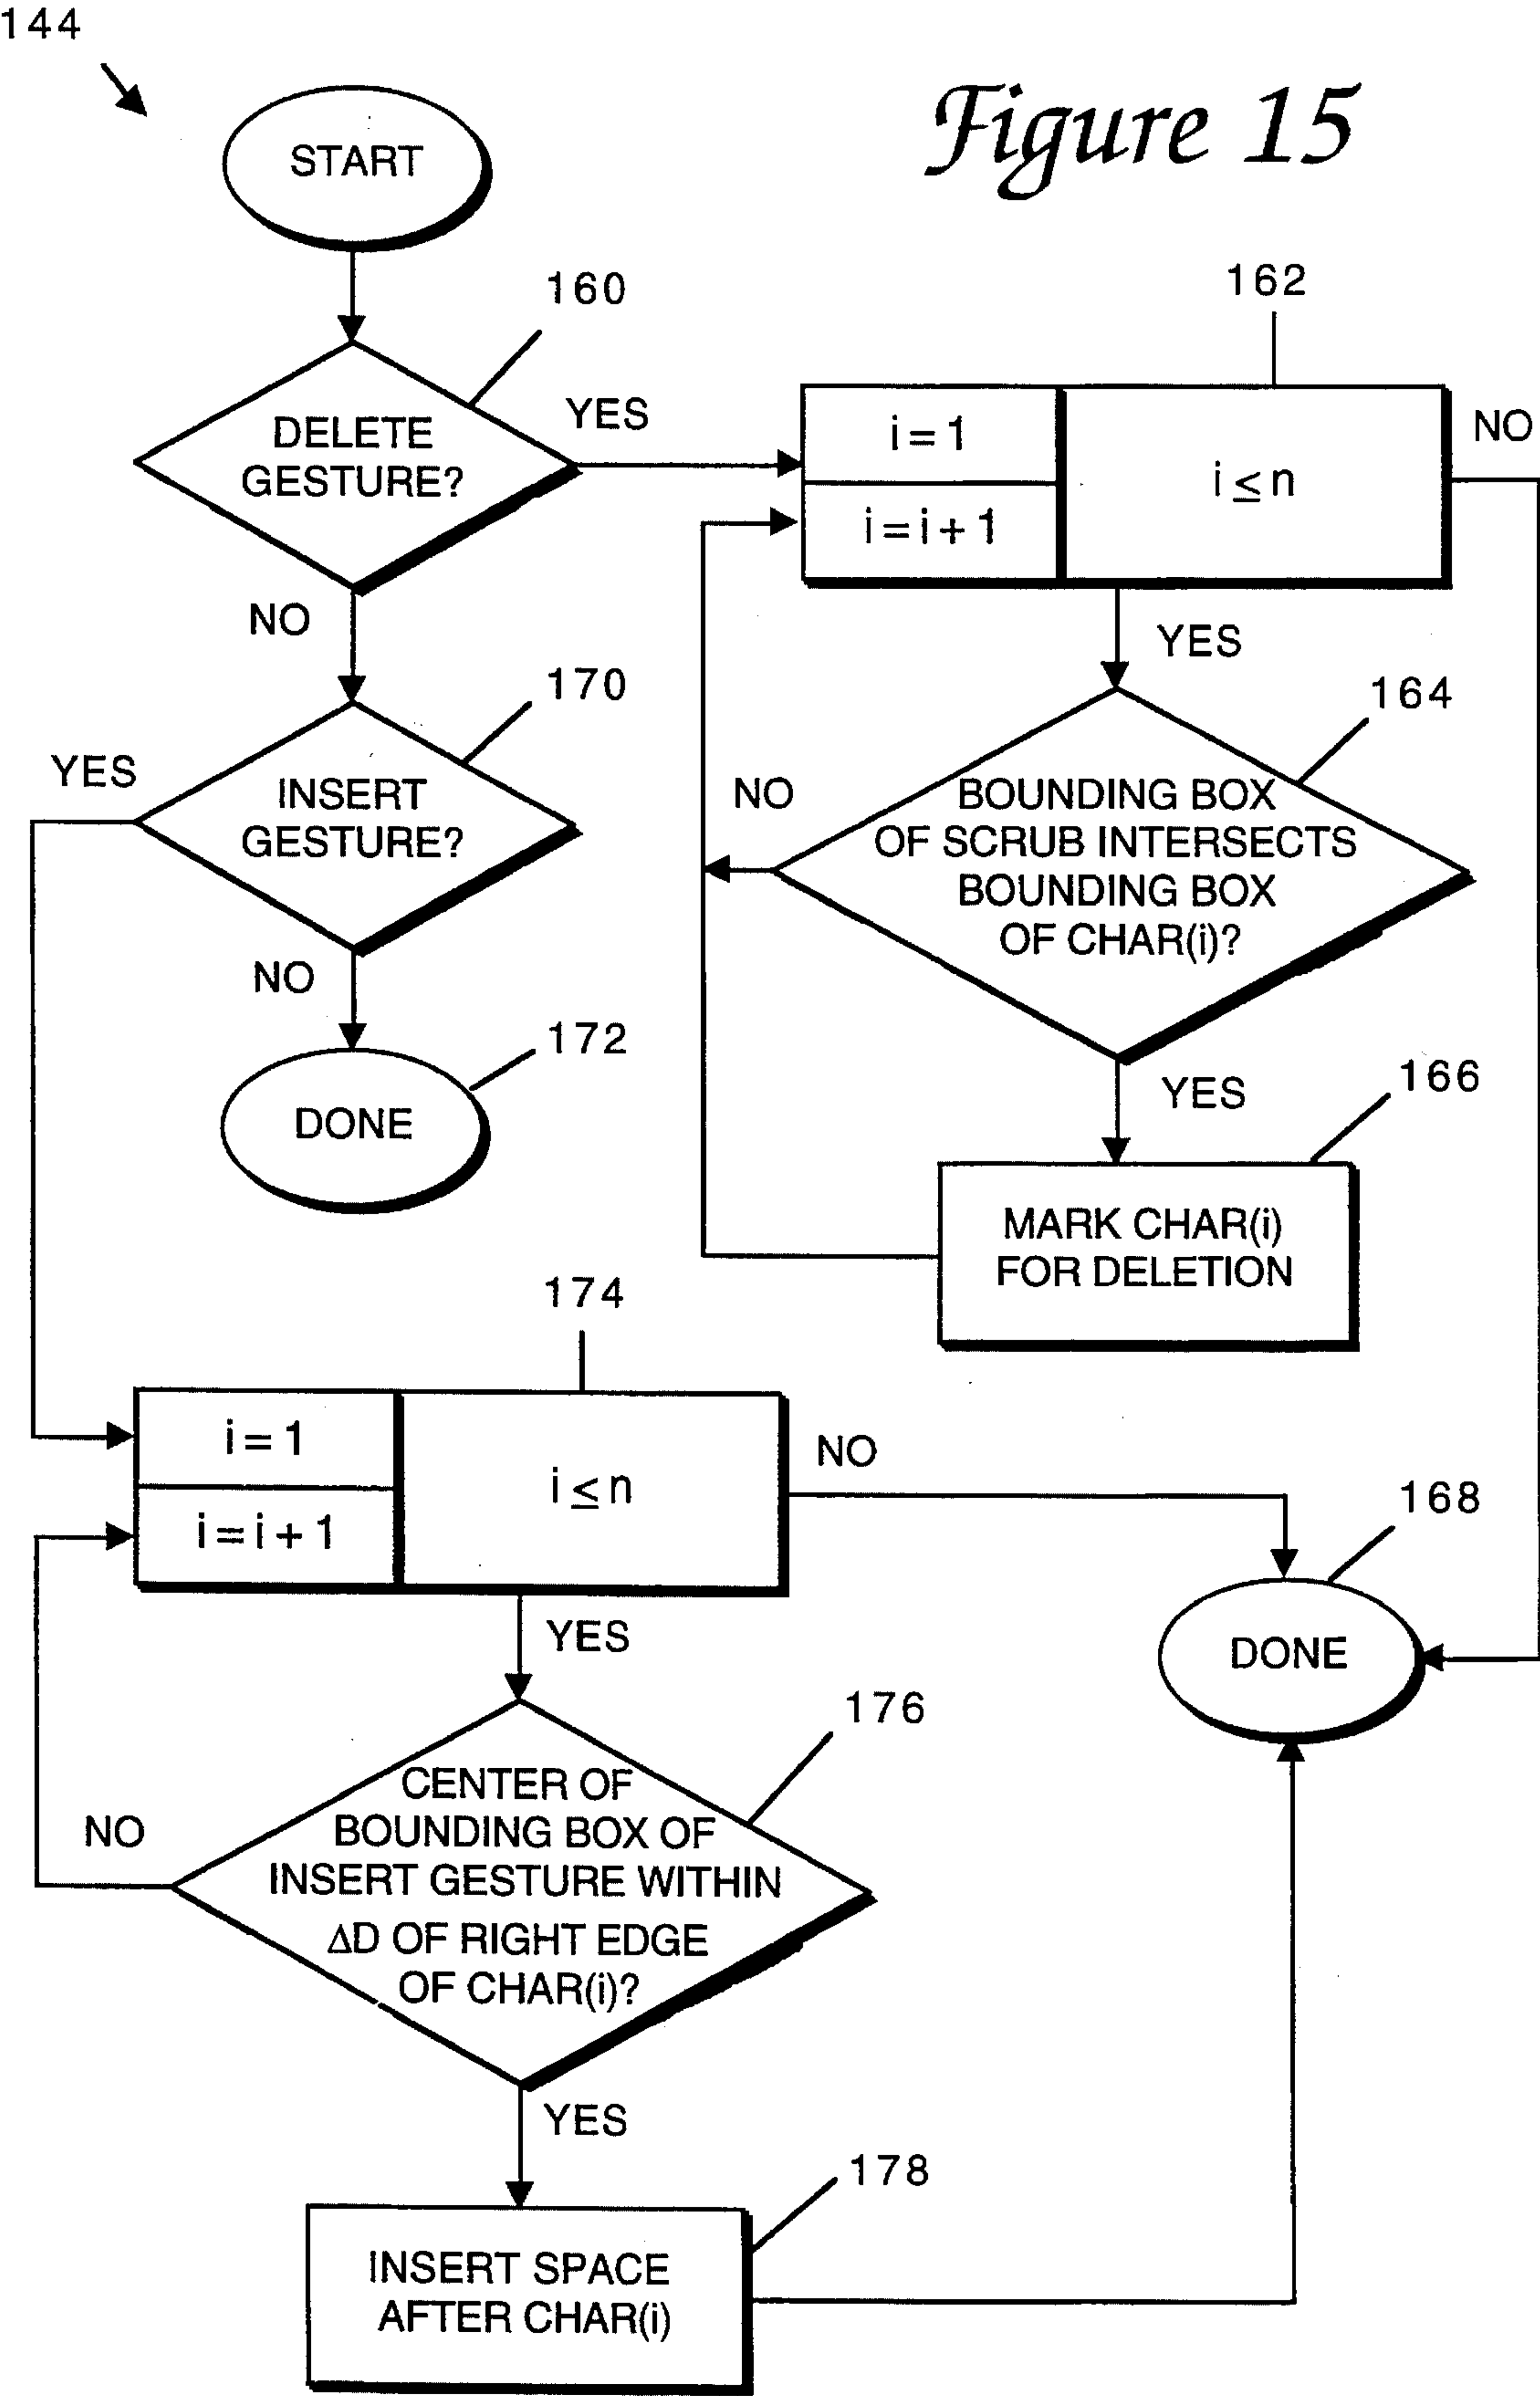 144
Figure 15
START
160
162
DELETE
GESTURE?
YES
i = 1
i = i + 1
i ≤ n
NO
NO
YES
170
164
YES
INSERT
GESTURE?
NO
BOUNDING BOX
OF SCRUB INTERSECTS
BOUNDING BOX
OF CHAR(i)?
NO
172
DONE
YES
166
MARK CHAR(i)
FOR DELETION
174
i = 1
i = i + 1
i ≤ n
NO
168
DONE
YES
176
CENTER OF
BOUNDING BOX OF
INSERT GESTURE WITHIN
ΔD OF RIGHT EDGE
OF CHAR(i)?
NO
YES
178
INSERT SPACE
AFTER CHAR(i)